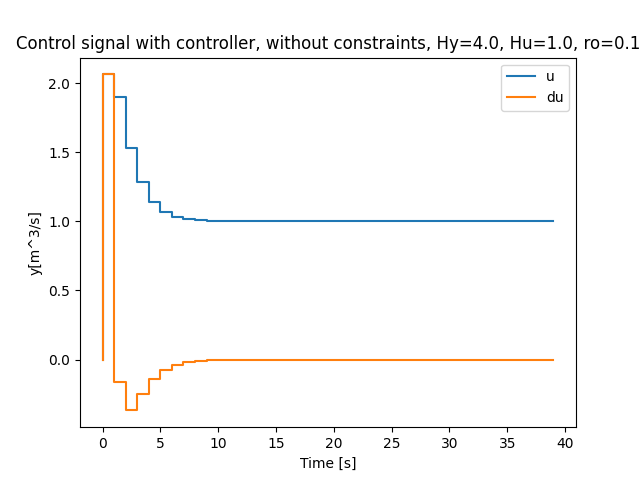 Control signal with controller, without constraints, Hy=4.0, Hu=1.0, ro=0.1
u
du
2.0
1.5
1.0
0.5
0.0
y[m^3/s]
0
5
10
15
20
25
30
35
40
Time [s]